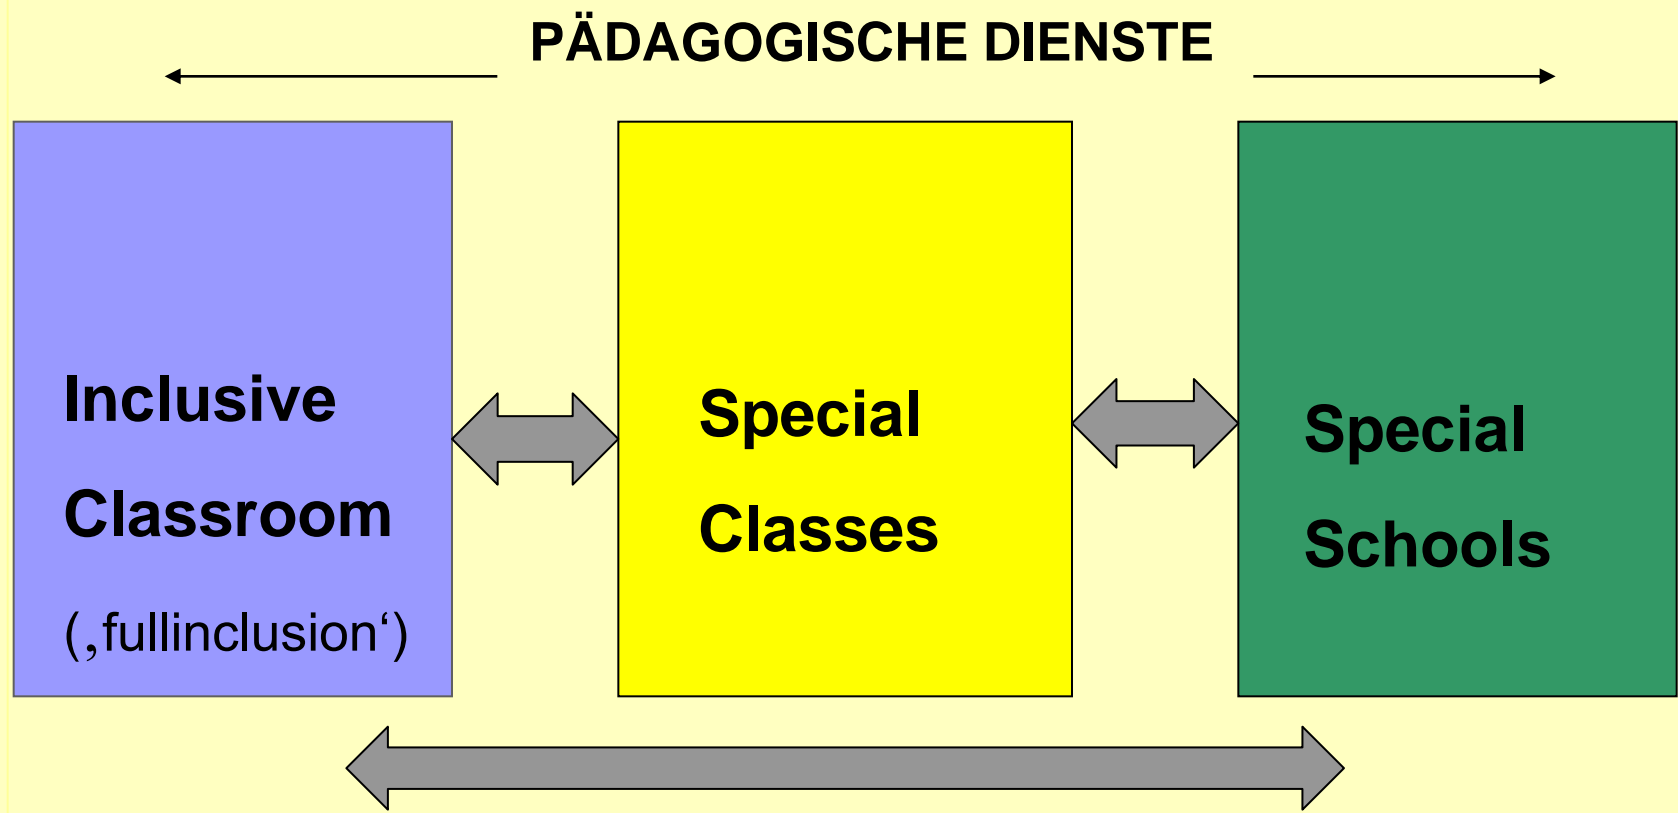 PÄDAGOGISCHE DIENSTE
Inclusive
Classroom
(‚fullinclusion‘)
Special
Classes
Special
Schools